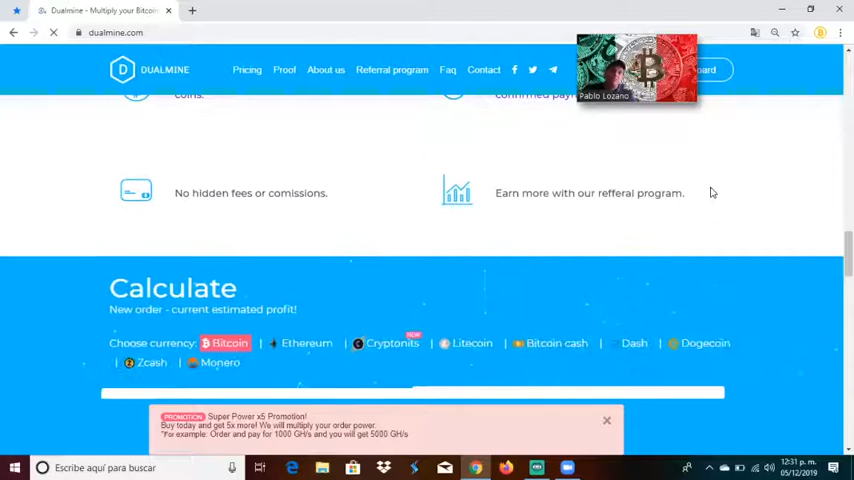 Dualmine - Multiply your Bitcoin
dualmine.com
DUALMINE
Pricing
Proof
About us
Referral program
Faq
Contact
Pablo Lozano
coins.
No hidden fees or comissions.
Earn more with our refferal program.
Calculate
New order - current estimated profit!
Choose currency: Bitcoin | Ethereum | Cryptonits NEW | Litecoin | Bitcoin cash | Dash | Dogecoin
| Zcash | Monero
PROMOTION Super Power x5 Promotion!
Buy today and get 5x more! We will multiply your order power.
*For example: Order and pay for 1000 GH/s and you will get 5000 GH/s
Escribe aquí para buscar
12:31 p. m.
05/12/2019